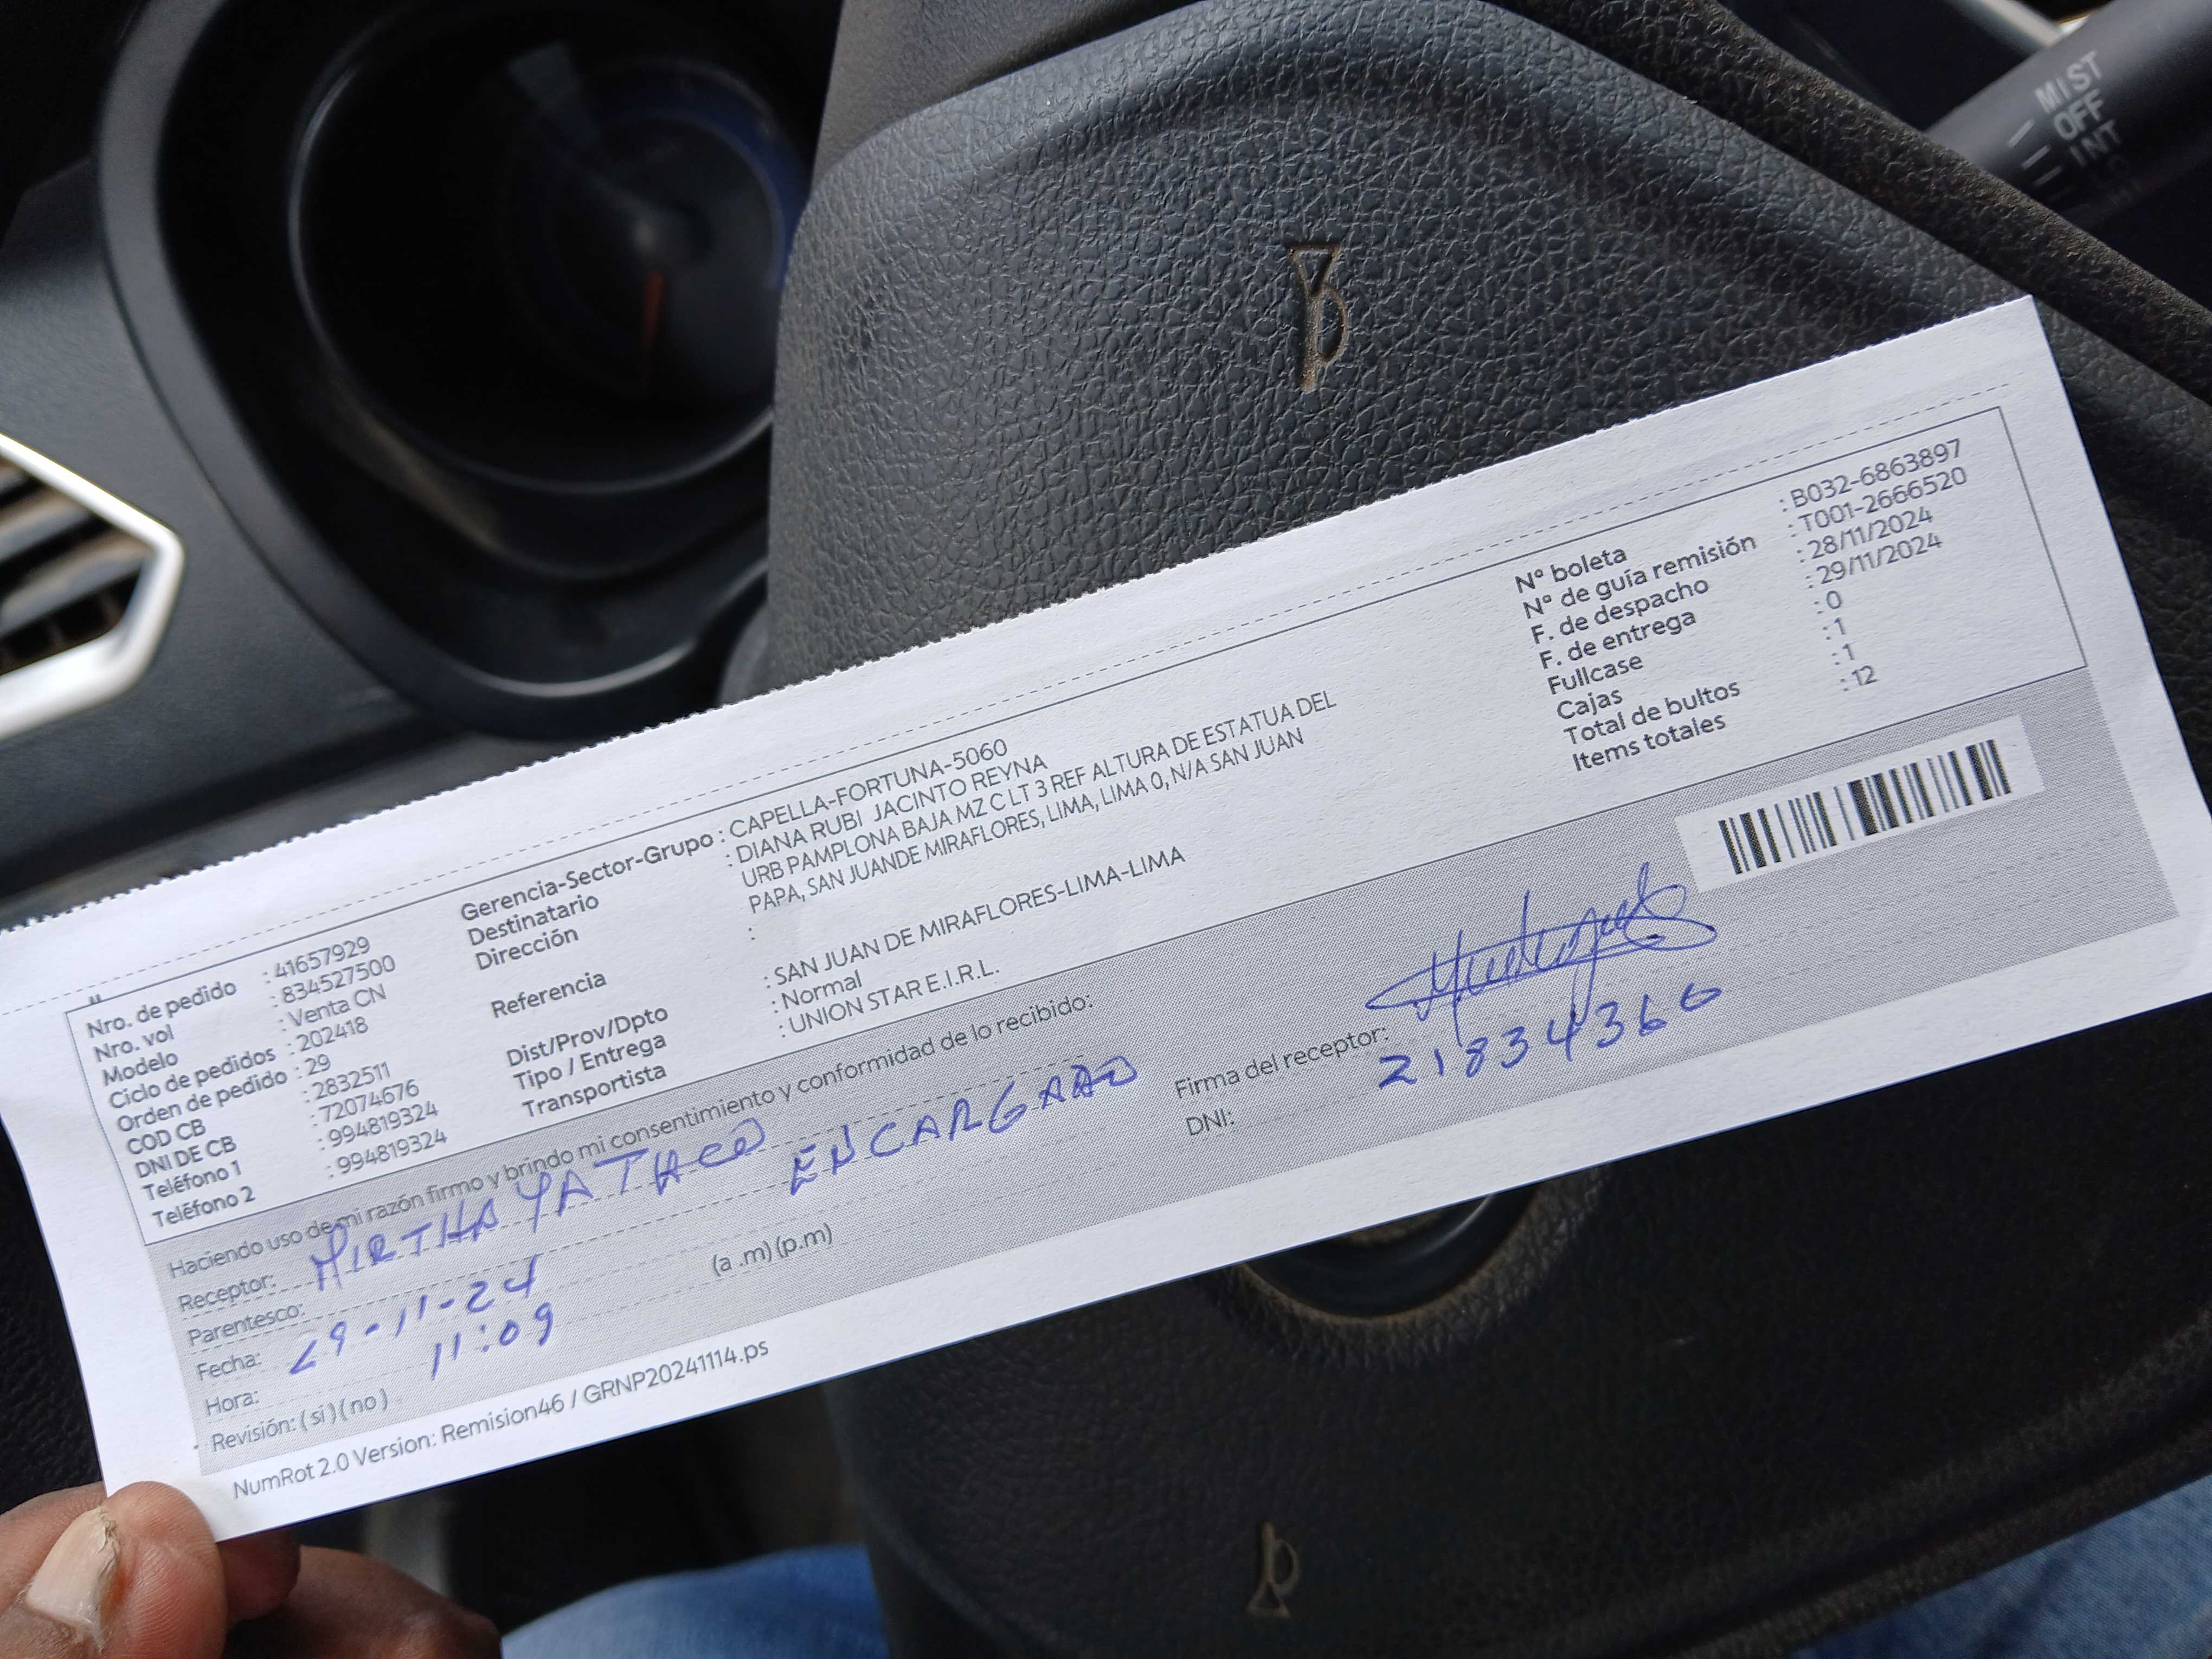 MIST
OFF
INT
Nro. de pedido : 41657929
Nro. vol : 834527500
Modelo : Venta CN
Ciclo de pedidos : 202418
Orden de pedido : 29
COD CB : 2832511
DNI DE CB : 72074676
Teléfono 1 : 994819324
Teléfono 2 : 994819324
Gerencia-Sector-Grupo : CAPELLA-FORTUNA-5060
Destinatario : DIANA RUBI JACINTO REYNA
Dirección URB PAMPLONA BAJA MZ C LT 3 REF ALTURA DE ESTATUA DEL
PAPA, SAN JUANDE MIRAFLORES, LIMA, LIMA 0, N/A SAN JUAN
Referencia :
Dist/Prov/Dpto : SAN JUAN DE MIRAFLORES-LIMA-LIMA
Tipo / Entrega : Normal
Transportista : UNION STAR E.I.R.L.
Nº boleta : B032-6863897
Nº de guía remisión : T001-2666520
F. de despacho : 28/11/2024
F. de entrega : 29/11/2024
Fullcase : 0
Cajas : 1
Total de bultos : 1
Items totales : 12
Haciendo uso de mi razón firmo y brindo mi consentimiento y conformidad de lo recibido:
Receptor: MIRTHA YATACO
Parentesco: ENCARGADO
Fecha: 29-11-24
Hora: 11:09 (a .m) (p.m)
Revisión: ( si ) ( no )
Firma del receptor:
DNI: 21834366
NumRot 2.0 Version: Remision46 / GRNP20241114.ps